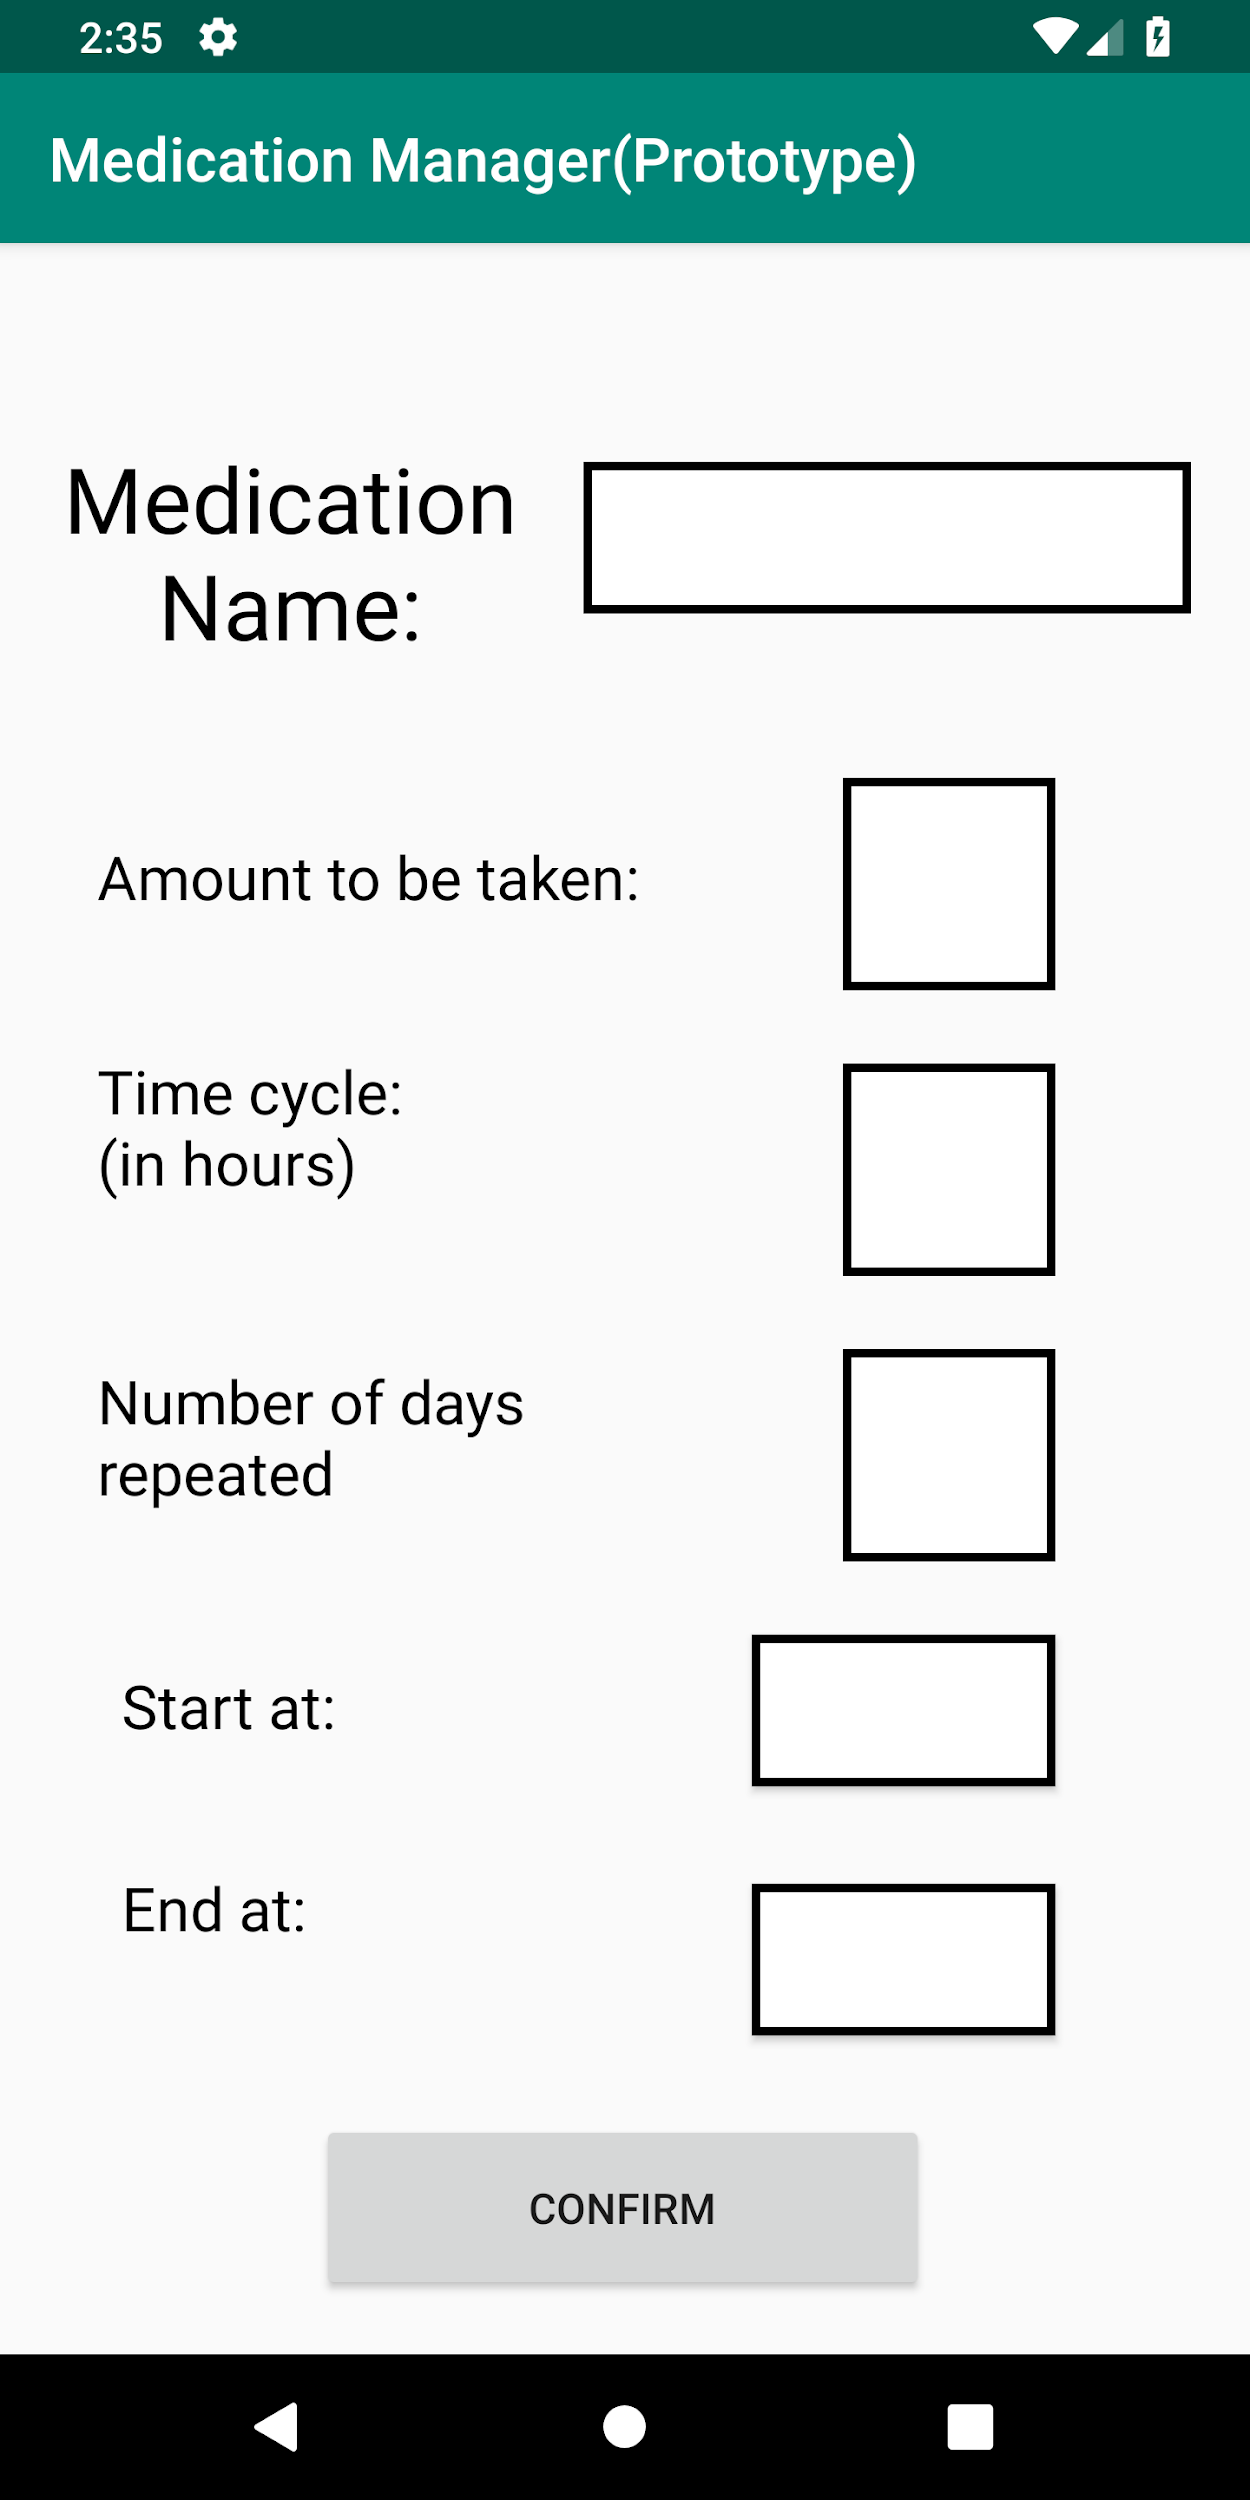 2:35
Medication Manager(Prototype)
Medication
Name:
Amount to be taken:
Time cycle:
(in hours)
Number of days
repeated
Start at:
End at:
CONFIRM